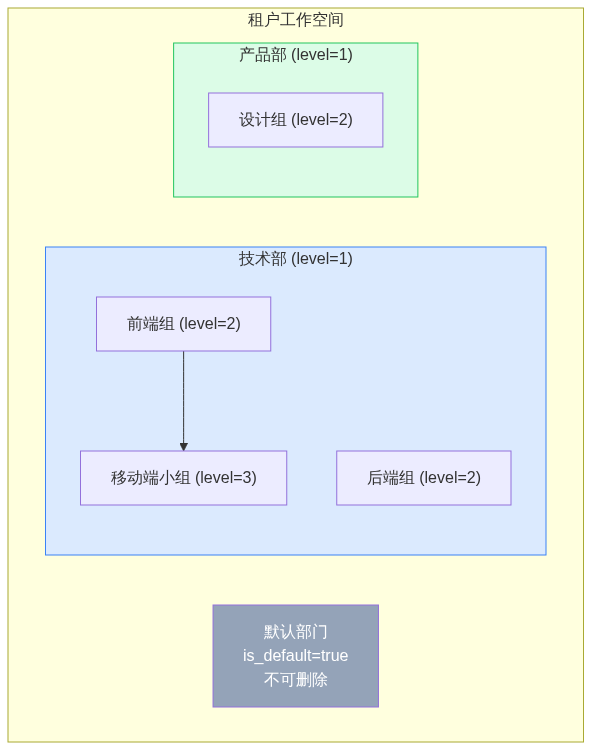 租户工作空间
产品部 (level=1)
设计组 (level=2)
技术部 (level=1)
前端组 (level=2)
移动端小组 (level=3)
后端组 (level=2)
默认部门
is_default=true
不可删除